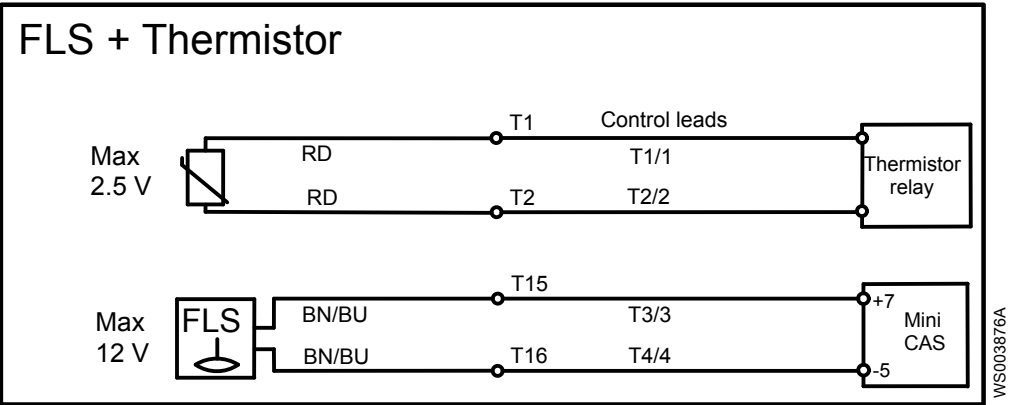 FLS + Thermistor
Max
2.5 V
RD
RD
T1
T2
Control leads
T1/1
T2/2
Thermistor
relay
Max
12 V
FLS
BN/BU
BN/BU
T15
T16
T3/3
T4/4
+7
-5
Mini
CAS
WS003876A